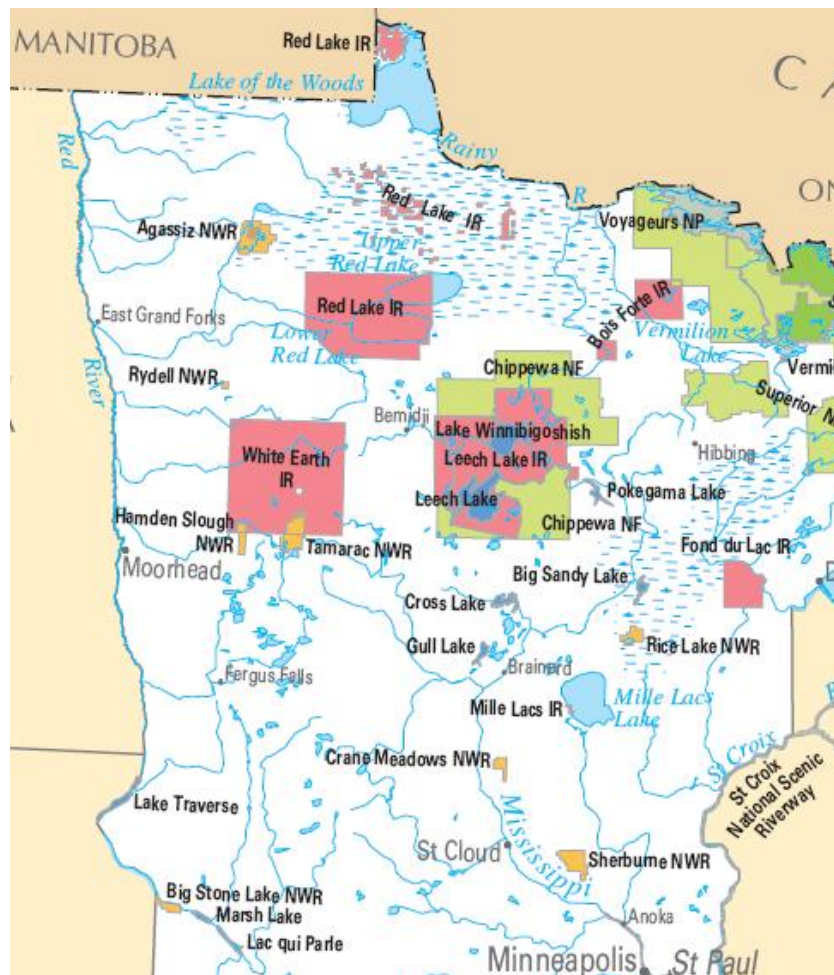 MANITOBA
Red Lake IR
C A
Lake of the Woods
Red
Rainy
ON
Red Lake IR
R
Voyageurs NP
Agassiz NWR
Upper
Red Lake
Red Lake IR
East Grand Forks
Lower
Red Lake
Bois Forte IR
Vermilion
Lake
River
Rydell NWR
Chippewa NF
Vermi
Superior N
Bemidji
Lake Winnibigoshish
Hibbing
White Earth
IR
Leech Lake IR
Leech Lake
Pokegama Lake
Hamden Slough
NWR
Chippewa NF
Tamarac NWR
Fond du Lac IR
Moorhead
Big Sandy Lake
D
Cross Lake
Gull Lake
Rice Lake NWR
Fergus Falls
Brainerd
Mille Lacs IR
Mille Lacs
Lake
Crane Meadows NWR
St Croix
St Croix
National Scenic
Riverway
Lake Traverse
Mississippi
St Cloud
Sherburne NWR
Big Stone Lake NWR
Marsh Lake
Anoka
Lac qui Parle
Minneapolis
St Paul